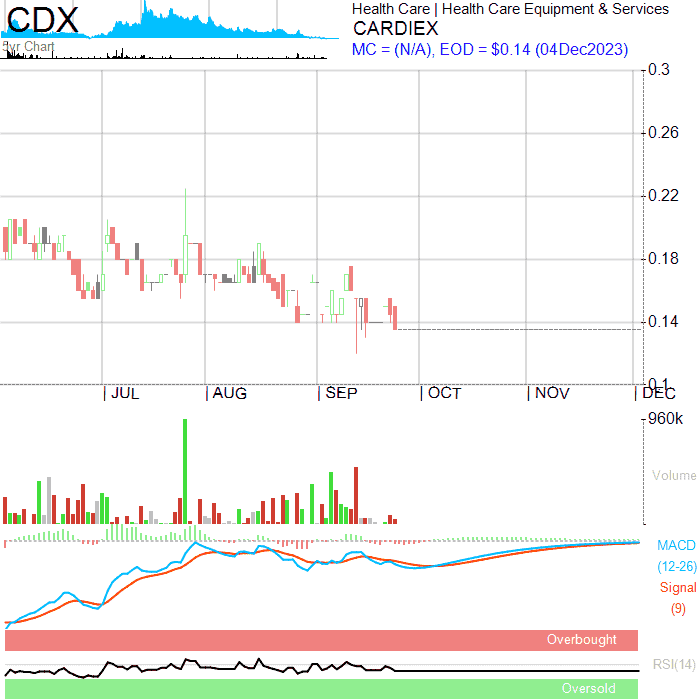 CDX
5yr Chart
Health Care | Health Care Equipment & Services
CARDIEX
MC = (N/A), EOD = $0.14 (04Dec2023)
0.3
0.26
0.22
0.18
0.14
0.1
JUL AUG SEP OCT NOV DEC
960k
Volume
MACD
(12-26)
Signal
(9)
Overbought
RSI(14)
Oversold